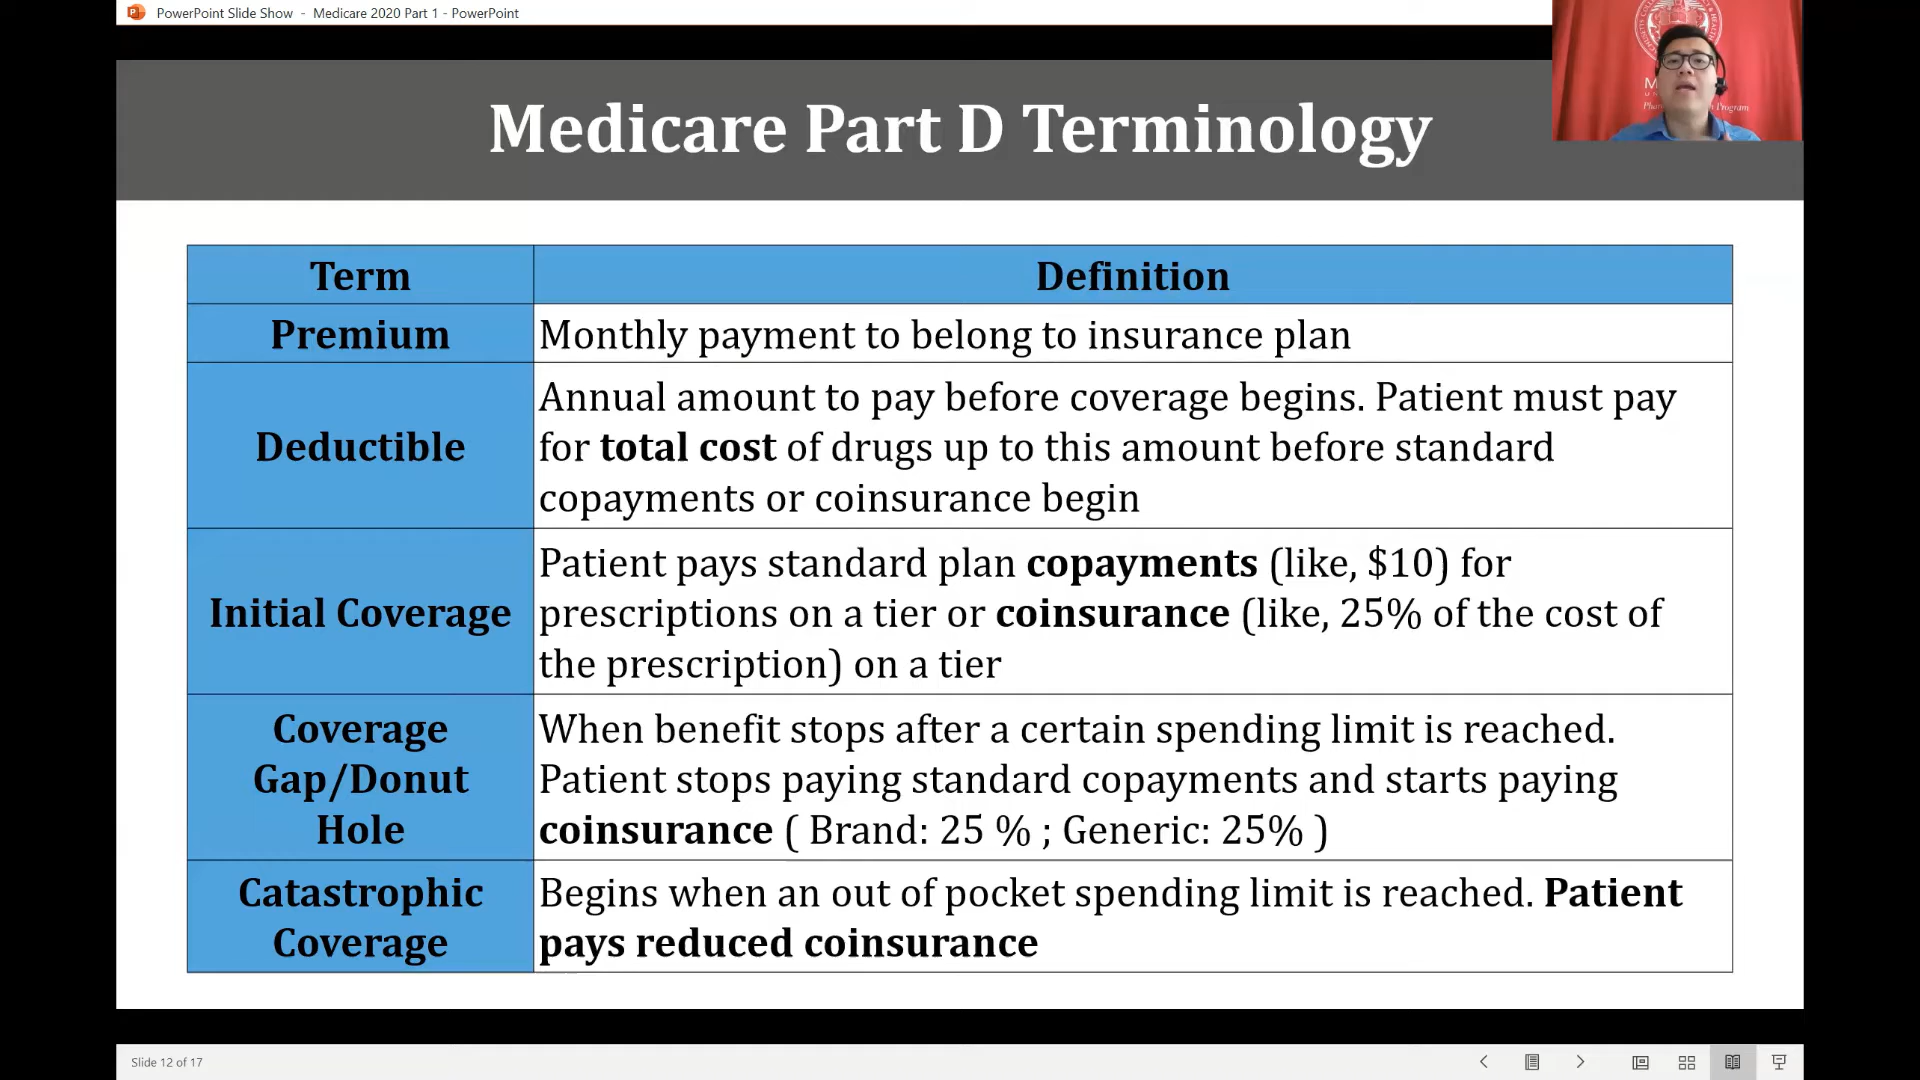 PowerPoint Slide Show - Medicare 2020 Part 1 - PowerPoint
Medicare Part D Terminology
Term
Definition
Premium
Monthly payment to belong to insurance plan
Deductible
Annual amount to pay before coverage begins. Patient must pay
for total cost of drugs up to this amount before standard
copayments or coinsurance begin
Initial Coverage
Patient pays standard plan copayments (like, $10) for
prescriptions on a tier or coinsurance (like, 25% of the cost of
the prescription) on a tier
Coverage
Gap/Donut
Hole
When benefit stops after a certain spending limit is reached.
Patient stops paying standard copayments and starts paying
coinsurance ( Brand: 25 % ; Generic: 25% )
Catastrophic
Coverage
Begins when an out of pocket spending limit is reached. Patient
pays reduced coinsurance
Slide 12 of 17
Program